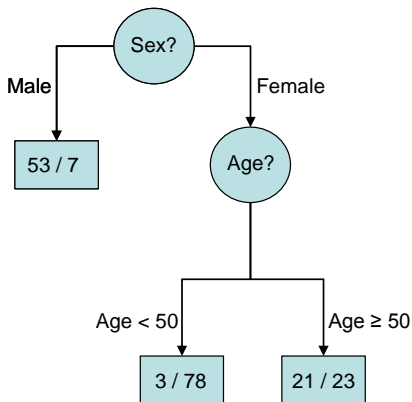 Sex?
Male
Female
53 / 7
Age?
Age < 50
Age ≥ 50
3 / 78
21 / 23